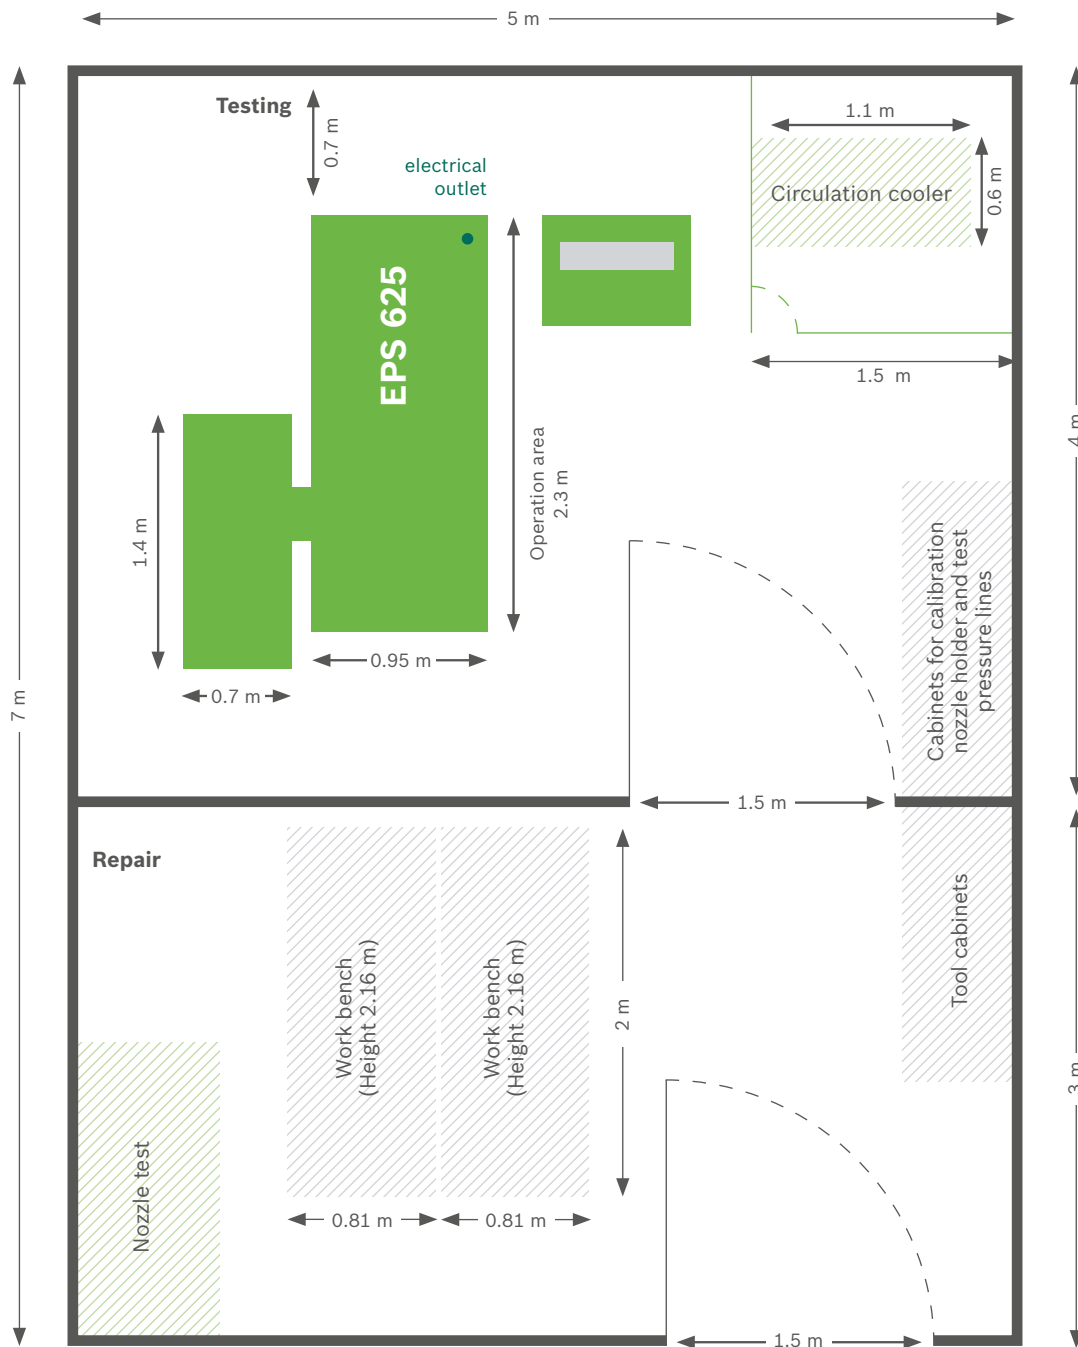 5 m
Testing
0.7 m
electrical
outlet
1.1 m
Circulation cooler
0.6 m
EPS 625
1.5 m
4 m
Operation area
2.3 m
1.4 m
0.95 m
0.7 m
Cabinets for calibration
nozzle holder and test
pressure lines
7 m
1.5 m
Repair
Work bench
(Height 2.16 m)
Work bench
(Height 2.16 m)
2 m
Tool cabinets
3 m
Nozzle test
0.81 m
0.81 m
1.5 m